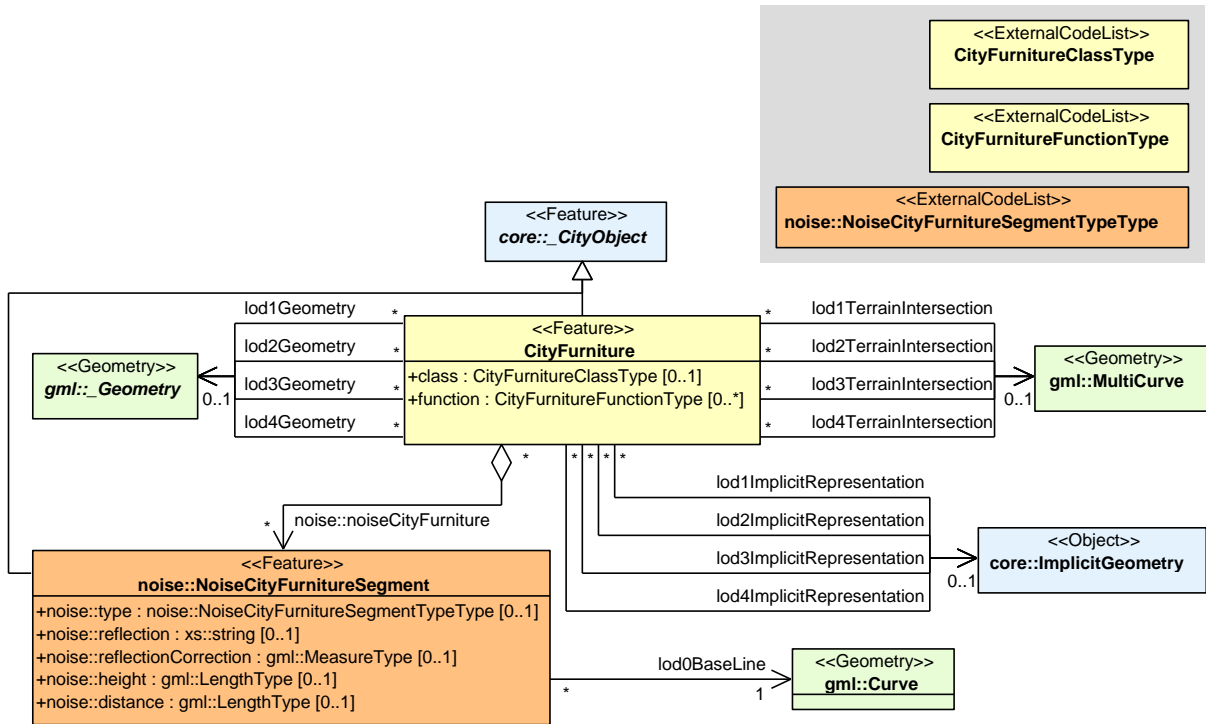 <<ExternalCodeList>>
CityFurnitureClassType
<<ExternalCodeList>>
CityFurnitureFunctionType
<<ExternalCodeList>>
noise::NoiseCityFurnitureSegmentTypeType
<<Feature>>
core::_CityObject
lod1Geometry *
lod2Geometry *
lod3Geometry *
lod4Geometry *
<<Geometry>>
gml::_Geometry
0..1
<<Feature>>
CityFurniture
+class : CityFurnitureClassType [0..1]
+function : CityFurnitureFunctionType [0..*]
* lod1TerrainIntersection
* lod2TerrainIntersection
* lod3TerrainIntersection
* lod4TerrainIntersection
<<Geometry>>
gml::MultiCurve
0..1
* * * * *
lod1ImplicitRepresentation
lod2ImplicitRepresentation
lod3ImplicitRepresentation
lod4ImplicitRepresentation
<<Object>>
core::ImplicitGeometry
0..1
* noise::noiseCityFurniture
<<Feature>>
noise::NoiseCityFurnitureSegment
+noise::type : noise::NoiseCityFurnitureSegmentTypeType [0..1]
+noise::reflection : xs::string [0..1]
+noise::reflectionCorrection : gml::MeasureType [0..1]
+noise::height : gml::LengthType [0..1]
+noise::distance : gml::LengthType [0..1]
lod0BaseLine
* 1
<<Geometry>>
gml::Curve